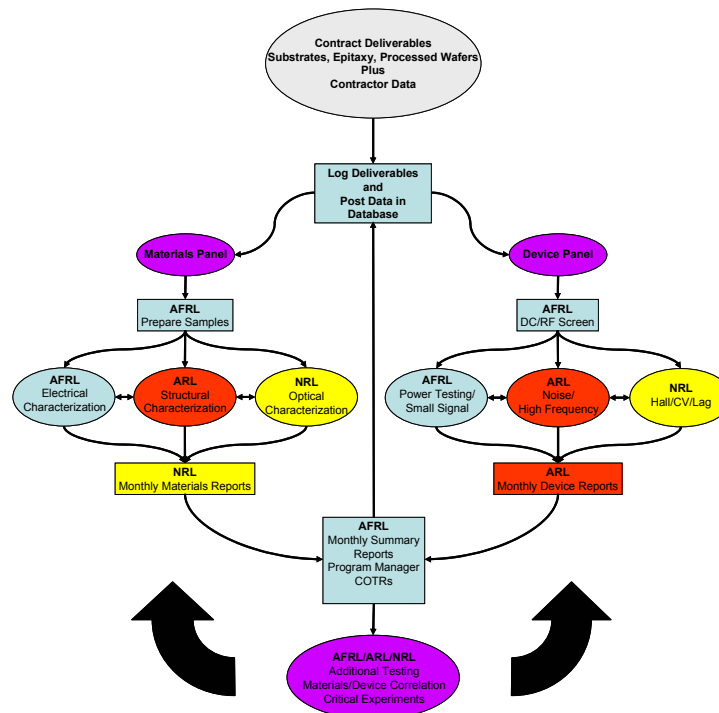 Contract Deliverables
Substrates, Epitaxy, Processed Wafers
Plus
Contractor Data
Log Deliverables
and
Post Data in
Database
Materials Panel
Device Panel
AFRL
Prepare Samples
AFRL
DC/RF Screen
AFRL
Electrical
Characterization
ARL
Structural
Characterization
NRL
Optical
Characterization
AFRL
Power Testing/
Small Signal
ARL
Noise/
High Frequency
NRL
Hall/CV/Lag
NRL
Monthly Materials Reports
ARL
Monthly Device Reports
AFRL
Monthly Summary
Reports
Program Manager
COTRs
AFRL/ARL/NRL
Additional Testing
Materials/Device Correlation
Critical Experiments